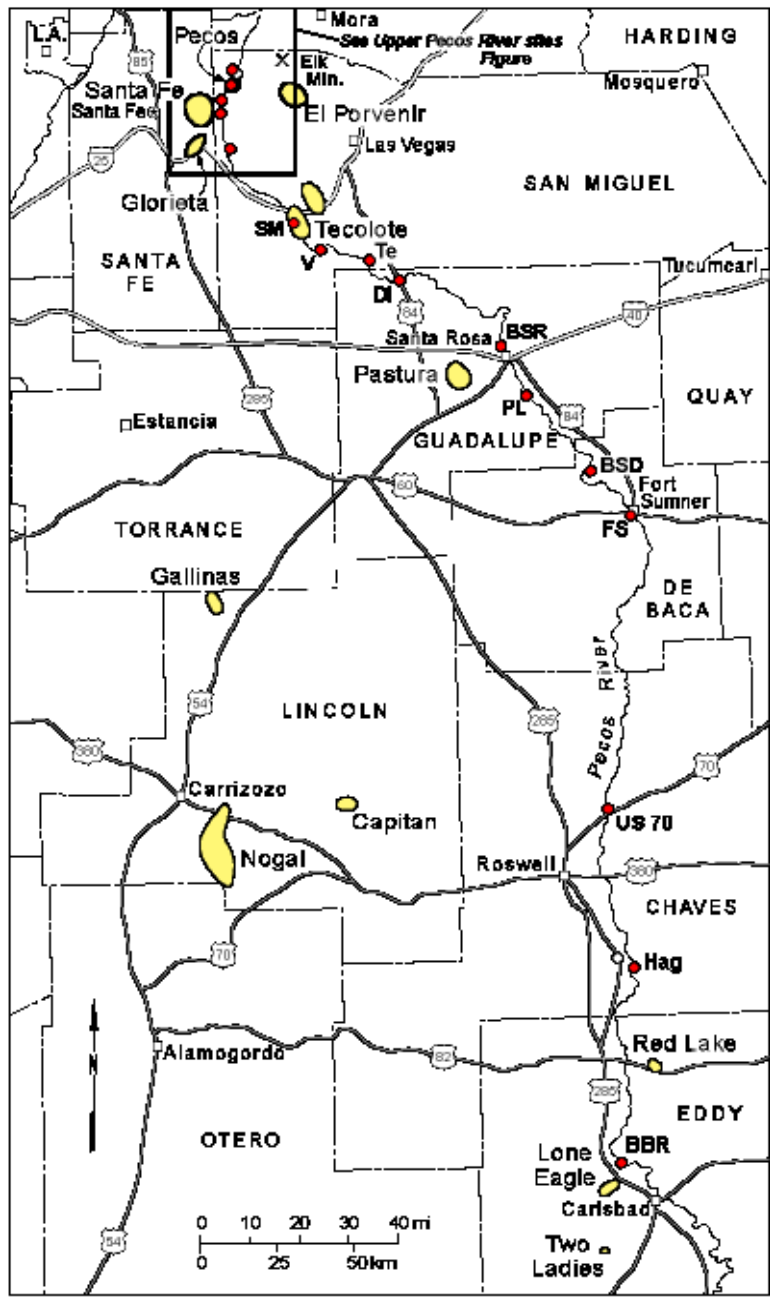 Mora
L.A.
HARDING
Pecos
See Upper Pecos River sites
Figure
85
Elk
Min.
Mosquero
Santa Fe
Santa Fe
El Porvenir
Las Vegas
25
SAN MIGUEL
Glorieta
SM
Tecolote
SANTA
FE
V
Te
Tucumcari
DI
84
40
Santa Rosa
BSR
Pastura
285
PL
84
QUAY
Estancia
GUADALUPE
BSD
60
Fort
Sumner
TORRANCE
FS
Gallinas
DE
BACA
Pecos River
54
LINCOLN
285
380
70
Carrizozo
Capitan
US 70
Nogal
Roswell
380
CHAVES
70
Hag
N
Alamogordo
82
Red Lake
285
EDDY
OTERO
Lone
Eagle
BBR
Carlsbad
0 10 20 30 40 mi
0 25 50 km
54
Two
Ladies